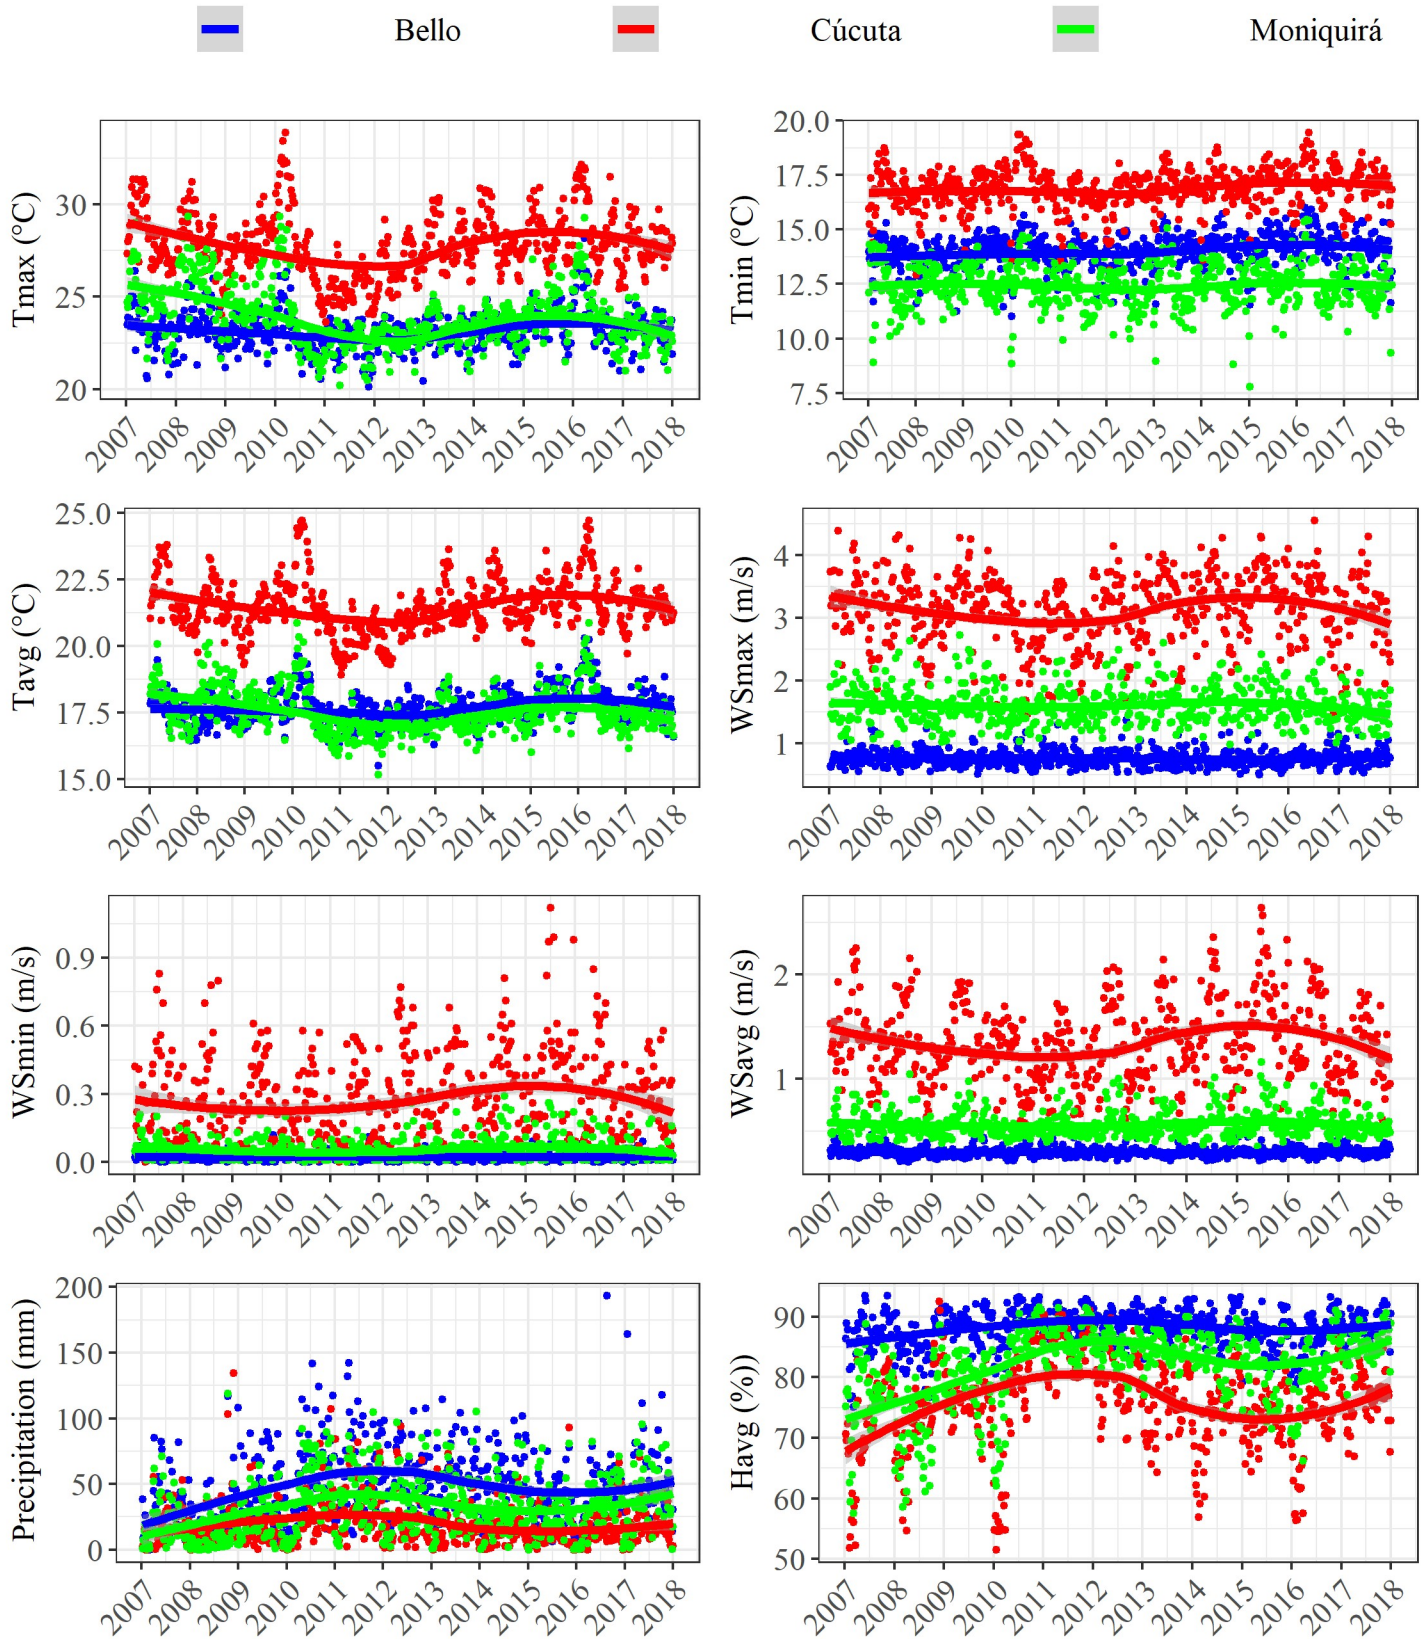 Bello Cúcuta Moniquirá
Tmax (°C)
30
25
20
2007 2008 2009 2010 2011 2012 2013 2014 2015 2016 2017 2018
Tmin (°C)
20.0
17.5
15.0
12.5
10.0
7.5
2007 2008 2009 2010 2011 2012 2013 2014 2015 2016 2017 2018
Tavg (°C)
25.0
22.5
20.0
17.5
15.0
2007 2008 2009 2010 2011 2012 2013 2014 2015 2016 2017 2018
WSmax (m/s)
4
3
2
1
2007 2008 2009 2010 2011 2012 2013 2014 2015 2016 2017 2018
WSmin (m/s)
0.9
0.6
0.3
0.0
2007 2008 2009 2010 2011 2012 2013 2014 2015 2016 2017 2018
WSavg (m/s)
2
1
2007 2008 2009 2010 2011 2012 2013 2014 2015 2016 2017 2018
Precipitation (mm)
200
150
100
50
0
2007 2008 2009 2010 2011 2012 2013 2014 2015 2016 2017 2018
Havg (%))
90
80
70
60
50
2007 2008 2009 2010 2011 2012 2013 2014 2015 2016 2017 2018